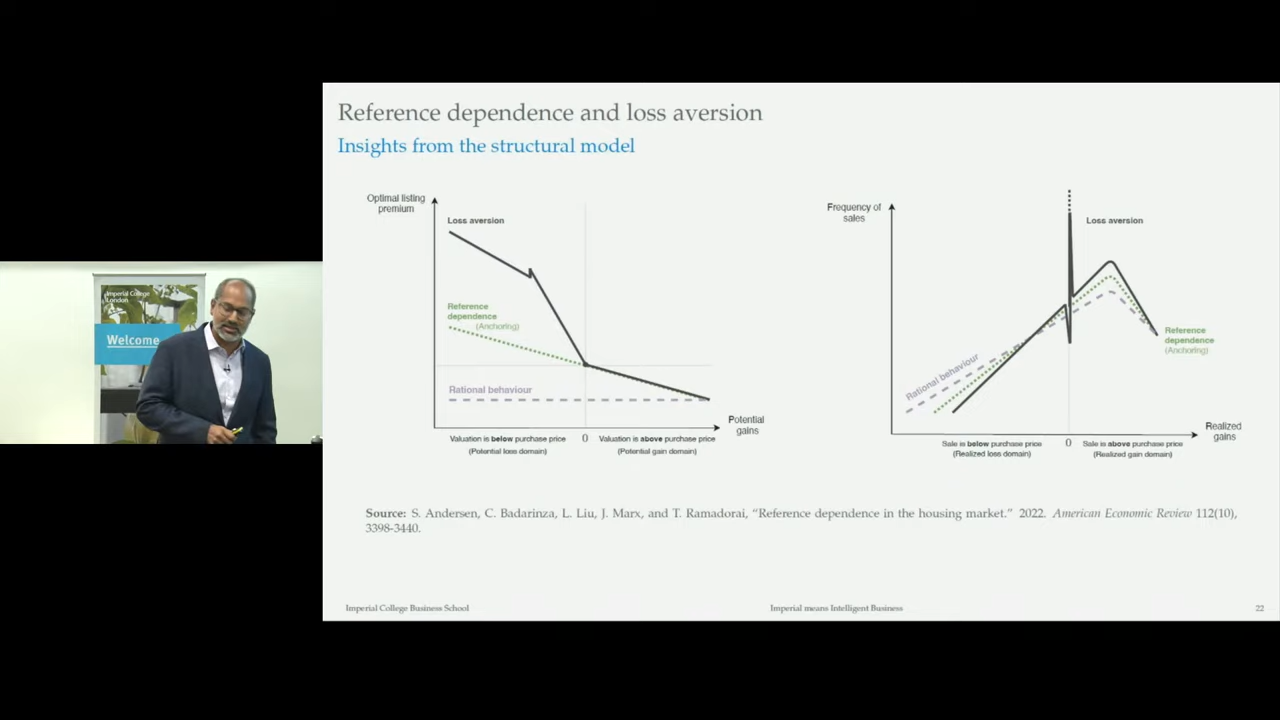 Reference dependence and loss aversion
Insights from the structural model
Optimal listing
premium
Loss aversion
Reference
dependence
(Anchoring)
Rational behaviour
Potential
gains
Valuation is below purchase price
(Potential loss domain)
0
Valuation is above purchase price
(Potential gain domain)
Frequency of
sales
Loss aversion
Rational behaviour
Reference
dependence
(Anchoring)
Realized
gains
Sale is below purchase price
(Realized loss domain)
0
Sale is above purchase price
(Realized gain domain)
Source: S. Andersen, C. Badarinza, L. Liu, J. Marx, and T. Ramadorai, “Reference dependence in the housing market.” 2022. American Economic Review 112(10),
3398-3440.
Imperial College Business School
Imperial means Intelligent Business
22
Imperial College
London
Welcome